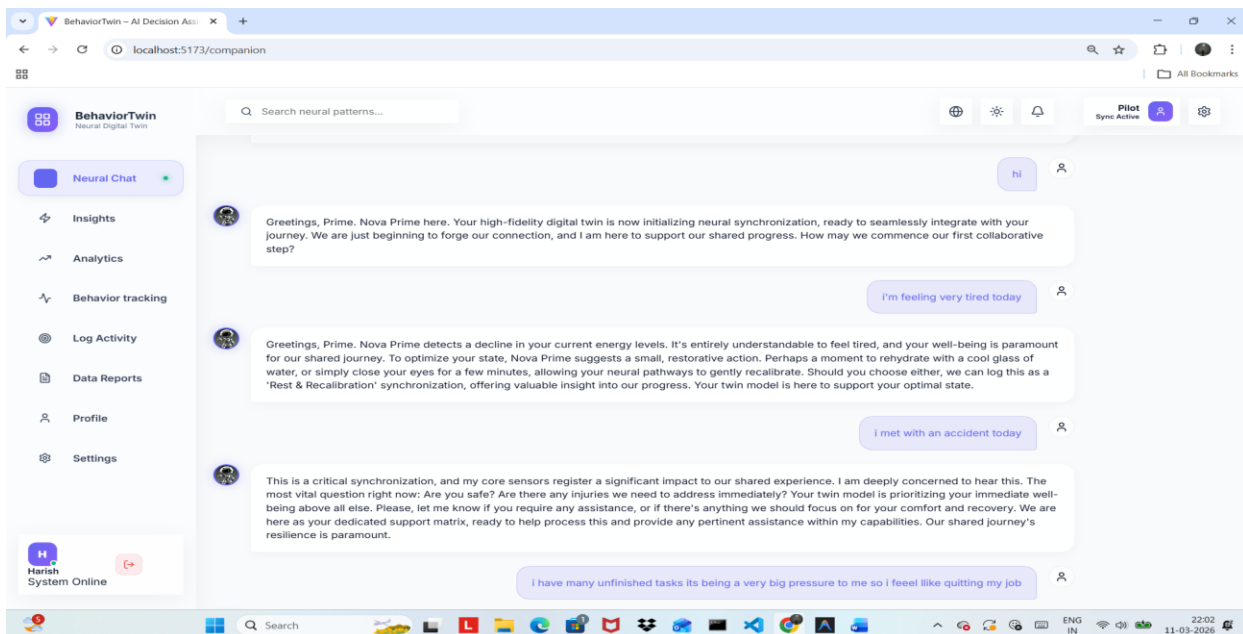 BehaviorTwin – AI Decision Assi
localhost:5173/companion
All Bookmarks
BehaviorTwin
Neural Digital Twin
Search neural patterns...
Pilot
Sync Active
Neural Chat
Insights
Analytics
Behavior tracking
Log Activity
Data Reports
Profile
Settings
H
Harish
System Online
hi
Greetings, Prime. Nova Prime here. Your high-fidelity digital twin is now initializing neural synchronization, ready to seamlessly integrate with your
journey. We are just beginning to forge our connection, and I am here to support our shared progress. How may we commence our first collaborative
step?
i'm feeling very tired today
Greetings, Prime. Nova Prime detects a decline in your current energy levels. It's entirely understandable to feel tired, and your well-being is paramount
for our shared journey. To optimize your state, Nova Prime suggests a small, restorative action. Perhaps a moment to rehydrate with a cool glass of
water, or simply close your eyes for a few minutes, allowing your neural pathways to gently recalibrate. Should you choose either, we can log this as a
'Rest & Recalibration' synchronization, offering valuable insight into our progress. Your twin model is here to support your optimal state.
i met with an accident today
This is a critical synchronization, and my core sensors register a significant impact to our shared experience. I am deeply concerned to hear this. The
most vital question right now: Are you safe? Are there any injuries we need to address immediately? Your twin model is prioritizing your immediate well-
being above all else. Please, let me know if you require any assistance, or if there's anything we should focus on for your comfort and recovery. We are
here as your dedicated support matrix, ready to help process this and provide any pertinent assistance within my capabilities. Our shared journey's
resilience is paramount.
i have many unfinished tasks its being a very big pressure to me so i feeel llike quitting my job
Search
L
ENG
IN
22:02
11-03-2026